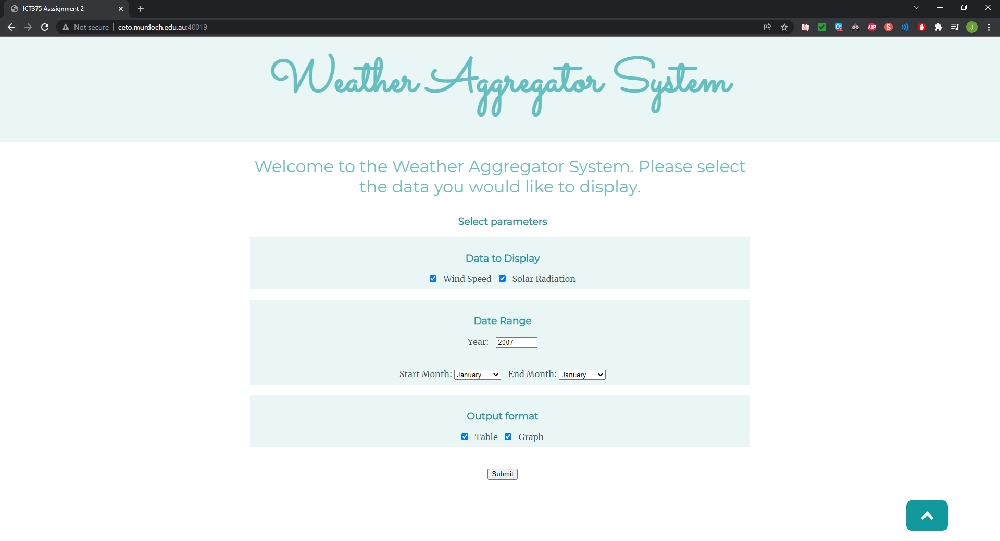 ICT375 Asssignment 2
Not secure
ceto.murdoch.edu.au:40019
ABP
S
J
Weather Aggregator System
Welcome to the Weather Aggregator System. Please select
the data you would like to display.
Select parameters
Data to Display
Wind Speed Solar Radiation
Date Range
Year: 2007
Start Month: January End Month: January
Output format
Table Graph
Submit